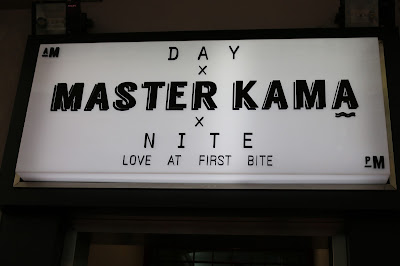 AM
DAY
x
MASTER KAMA
x
NITE
LOVE AT FIRST BITE
PM